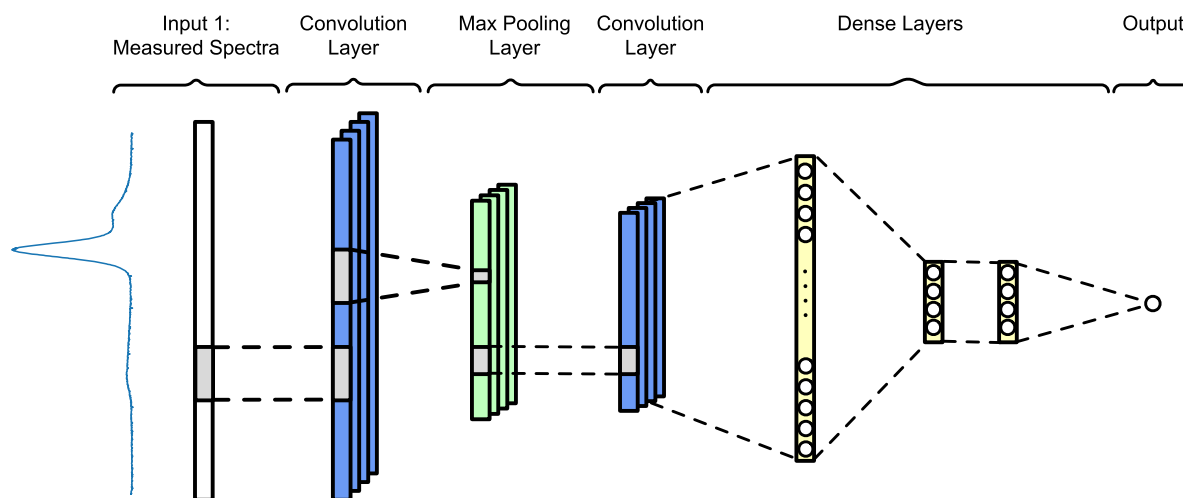 Input 1:
Measured Spectra
Convolution
Layer
Max Pooling
Layer
Convolution
Layer
Dense Layers
Output